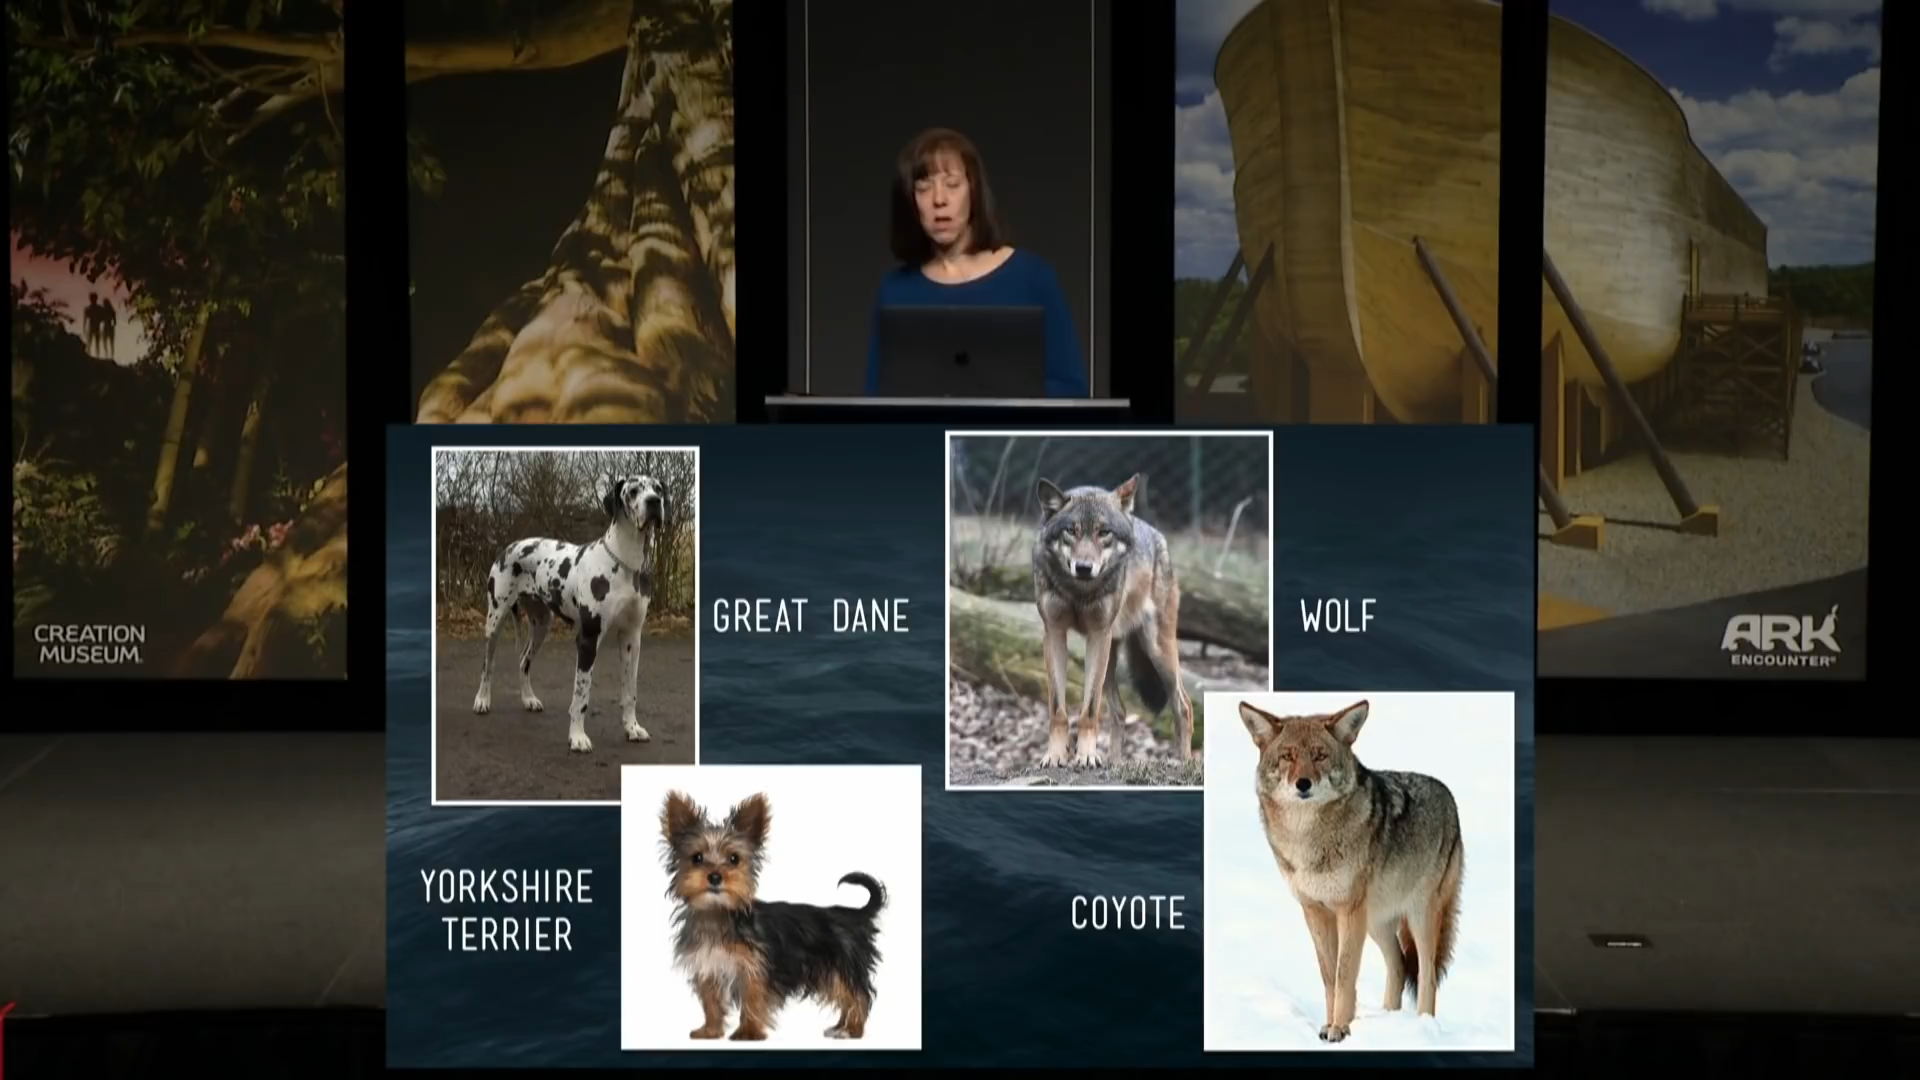 CREATION
MUSEUM
ARK
ENCOUNTER
GREAT DANE
WOLF
YORKSHIRE
TERRIER
COYOTE